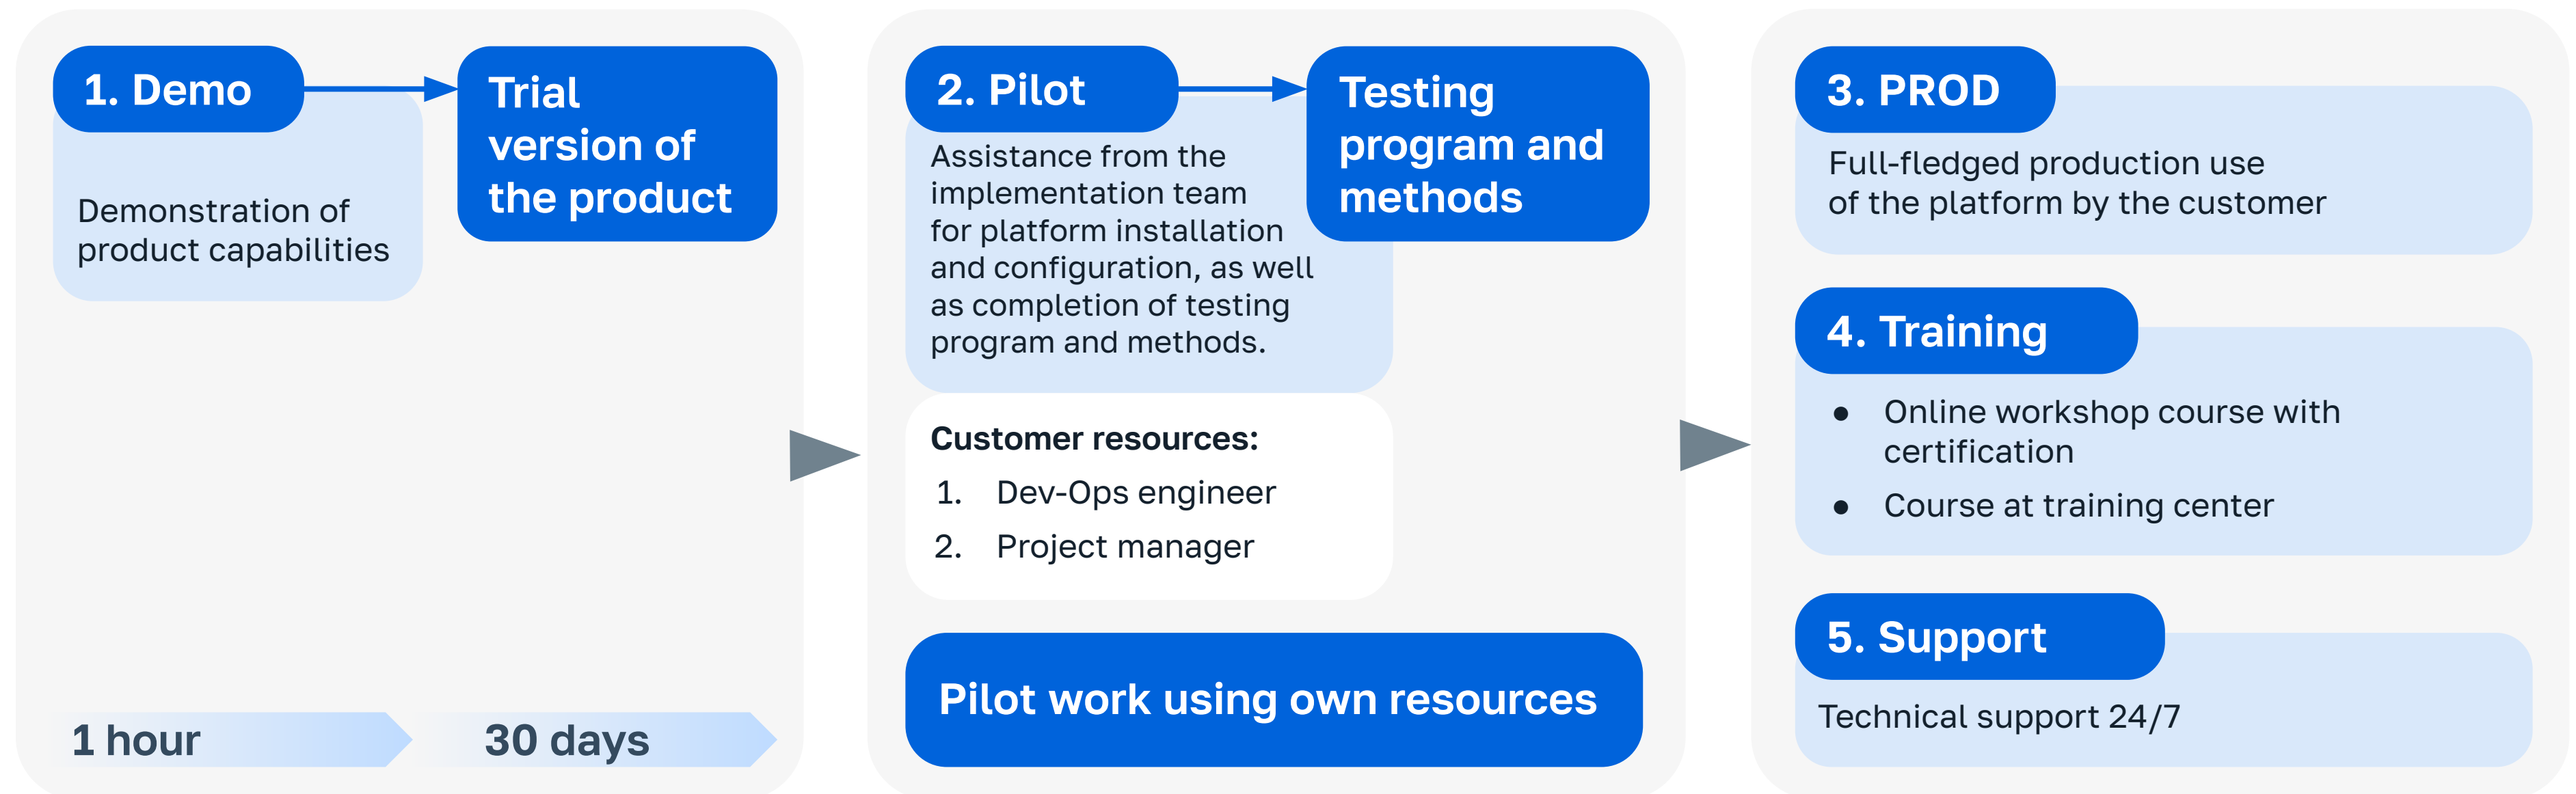 1. Demo
Trial
version of
the product
Demonstration of
product capabilities
1 hour
30 days
2. Pilot
Testing
program and
methods
Assistance from the
implementation team
for platform installation
and configuration, as well
as completion of testing
program and methods.
Customer resources:
1. Dev-Ops engineer
2. Project manager
Pilot work using own resources
3. PROD
Full-fledged production use
of the platform by the customer
4. Training
● Online workshop course with
certification
● Course at training center
5. Support
Technical support 24/7